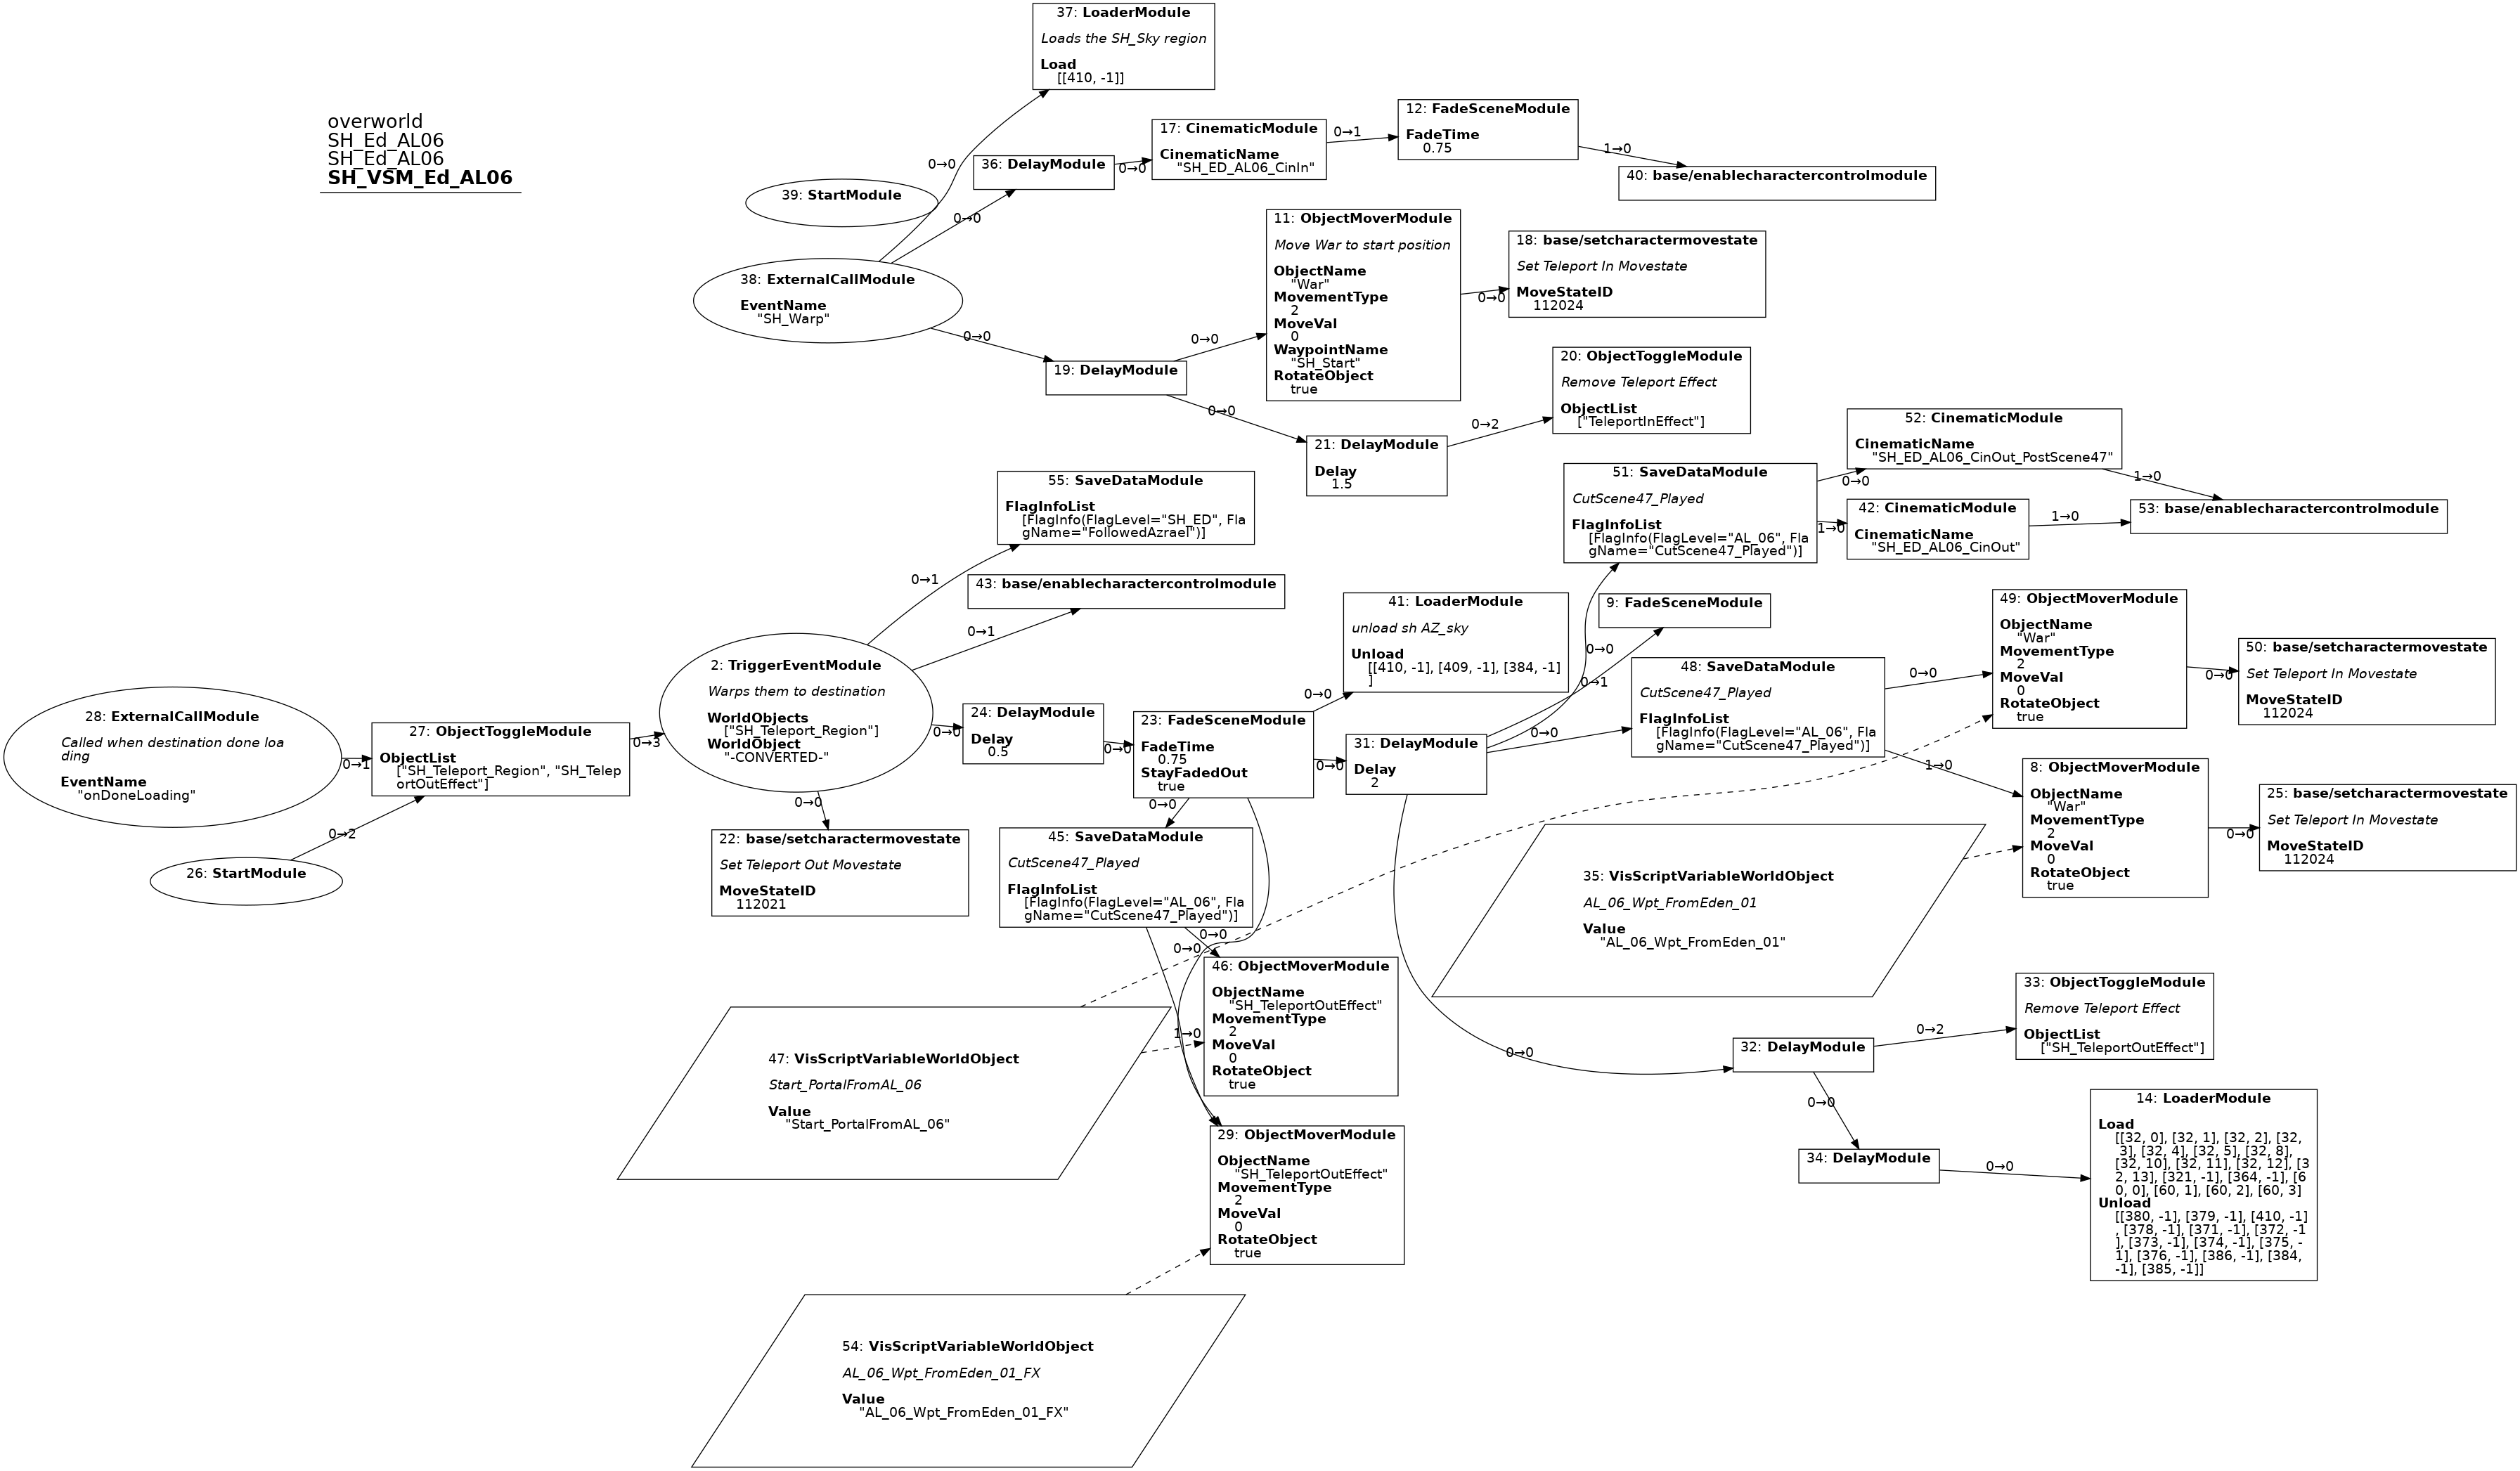 37: LoaderModule
Loads the SH_Sky region
Load
[[410, -1]]
overworld
SH_Ed_AL06
SH_Ed_AL06
SH_VSM_Ed_AL06
12: FadeSceneModule
FadeTime
0.75
17: CinematicModule
CinematicName
"SH_ED_AL06_CinIn"
0→1
1→0
0→0
36: DelayModule
0→0
40: base/enablecharactercontrolmodule
39: StartModule
0→0
11: ObjectMoverModule
Move War to start position
ObjectName
"War"
MovementType
2
MoveVal
0
WaypointName
"SH_Start"
RotateObject
true
18: base/setcharactermovestate
Set Teleport In Movestate
MoveStateID
112024
0→0
38: ExternalCallModule
EventName
"SH_Warp"
0→0
0→0
19: DelayModule
20: ObjectToggleModule
Remove Teleport Effect
ObjectList
["TeleportInEffect"]
0→0
0→2
21: DelayModule
Delay
1.5
52: CinematicModule
CinematicName
"SH_ED_AL06_CinOut_PostScene47"
51: SaveDataModule
CutScene47_Played
FlagInfoList
[FlagInfo(FlagLevel="AL_06", Fla
gName="CutScene47_Played")]
0→0
1→0
1→0
42: CinematicModule
CinematicName
"SH_ED_AL06_CinOut"
1→0
53: base/enablecharactercontrolmodule
55: SaveDataModule
FlagInfoList
[FlagInfo(FlagLevel="SH_ED", Fla
gName="FollowedAzrael")]
0→1
43: base/enablecharactercontrolmodule
0→1
41: LoaderModule
unload sh AZ_sky
Unload
[[410, -1], [409, -1], [384, -1]
]
9: FadeSceneModule
0→0
0→1
49: ObjectMoverModule
ObjectName
"War"
MovementType
2
MoveVal
0
RotateObject
true
50: base/setcharactermovestate
Set Teleport In Movestate
MoveStateID
112024
0→0
48: SaveDataModule
CutScene47_Played
FlagInfoList
[FlagInfo(FlagLevel="AL_06", Fla
gName="CutScene47_Played")]
0→0
0→0
1→0
2: TriggerEventModule
Warps them to destination
WorldObjects
["SH_Teleport_Region"]
WorldObject
"-CONVERTED-"
28: ExternalCallModule
Called when destination done loa
ding
EventName
"onDoneLoading"
0→1
27: ObjectToggleModule
ObjectList
["SH_Teleport_Region", "SH_Telep
ortOutEffect"]
0→3
0→0
24: DelayModule
Delay
0.5
0→0
23: FadeSceneModule
FadeTime
0.75
StayFadedOut
true
0→0
0→0
31: DelayModule
Delay
2
8: ObjectMoverModule
ObjectName
"War"
MovementType
2
MoveVal
0
RotateObject
true
0→0
25: base/setcharactermovestate
Set Teleport In Movestate
MoveStateID
112024
0→2
26: StartModule
0→0
22: base/setcharactermovestate
Set Teleport Out Movestate
MoveStateID
112021
0→0
45: SaveDataModule
CutScene47_Played
FlagInfoList
[FlagInfo(FlagLevel="AL_06", Fla
gName="CutScene47_Played")]
35: VisScriptVariableWorldObject
AL_06_Wpt_FromEden_01
Value
"AL_06_Wpt_FromEden_01"
0→0
0→0
46: ObjectMoverModule
ObjectName
"SH_TeleportOutEffect"
MovementType
2
MoveVal
0
RotateObject
true
1→0
47: VisScriptVariableWorldObject
Start_PortalFromAL_06
Value
"Start_PortalFromAL_06"
33: ObjectToggleModule
Remove Teleport Effect
ObjectList
["SH_TeleportOutEffect"]
0→2
0→0
32: DelayModule
0→0
34: DelayModule
0→0
14: LoaderModule
Load
[[32, 0], [32, 1], [32, 2], [32,
3], [32, 4], [32, 5], [32, 8],
[32, 10], [32, 11], [32, 12], [3
2, 13], [321, -1], [364, -1], [6
0, 0], [60, 1], [60, 2], [60, 3]
Unload
[[380, -1], [379, -1], [410, -1]
, [378, -1], [371, -1], [372, -1
], [373, -1], [374, -1], [375, -
1], [376, -1], [386, -1], [384,
-1], [385, -1]]
29: ObjectMoverModule
ObjectName
"SH_TeleportOutEffect"
MovementType
2
MoveVal
0
RotateObject
true
54: VisScriptVariableWorldObject
AL_06_Wpt_FromEden_01_FX
Value
"AL_06_Wpt_FromEden_01_FX"